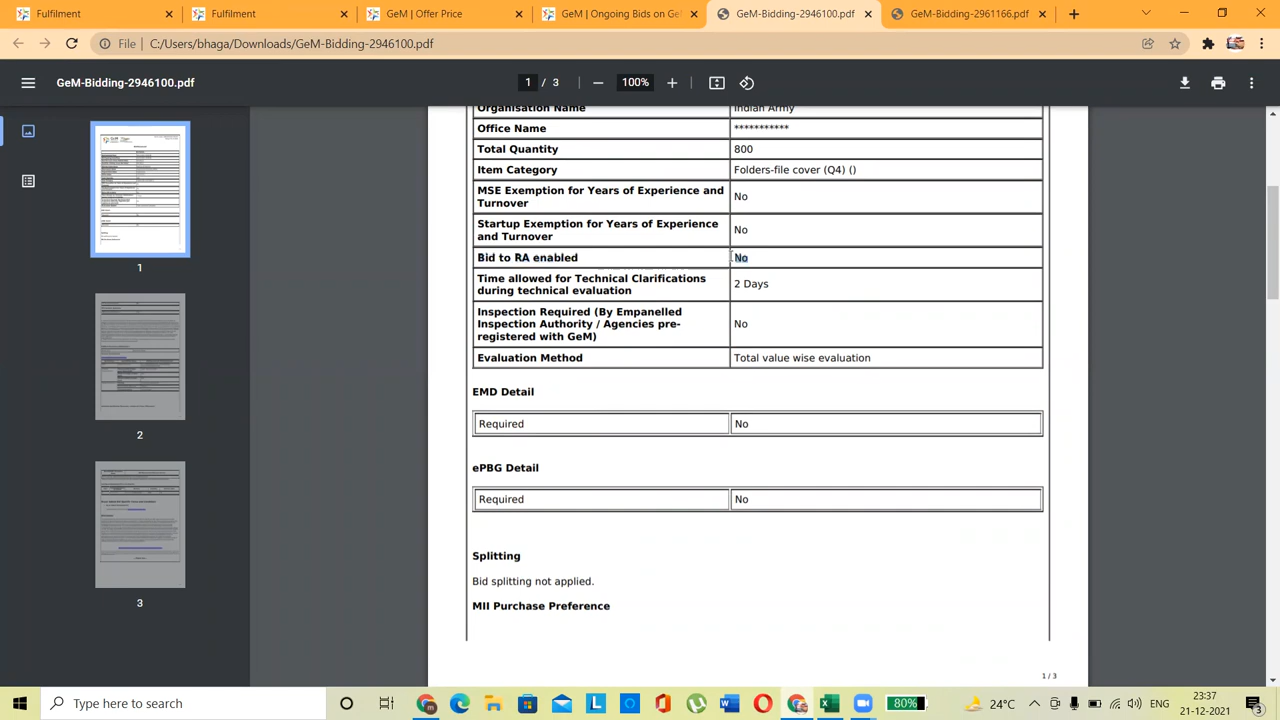 Fulfilment
Fulfilment
GeM | Offer Price
GeM | Ongoing Bids on Ge
GeM-Bidding-2946100.pdf
GeM-Bidding-2961166.pdf
File C:/Users/bhaga/Downloads/GeM-Bidding-2946100.pdf
GeM-Bidding-2946100.pdf
1 / 3
100%
Organisation Name Indian Army
Office Name ***********
Total Quantity 800
Item Category Folders-file cover (Q4) ()
MSE Exemption for Years of Experience and
Turnover No
Startup Exemption for Years of Experience
and Turnover No
Bid to RA enabled No
Time allowed for Technical Clarifications
during technical evaluation 2 Days
Inspection Required (By Empanelled
Inspection Authority / Agencies pre-
registered with GeM) No
Evaluation Method Total value wise evaluation
EMD Detail
Required No
ePBG Detail
Required No
Splitting
Bid splitting not applied.
MII Purchase Preference
1 / 3
1
2
3
Type here to search
80%
24°C
ENG
23:37
21-12-2021
3